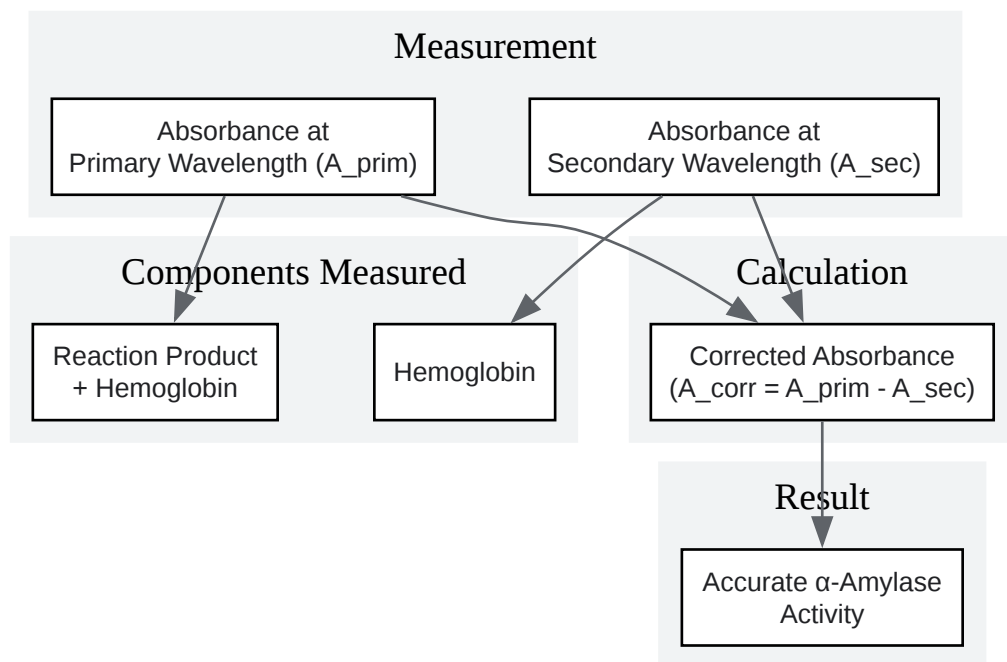 Measurement
Absorbance at
Primary Wavelength (A_prim)
Absorbance at
Secondary Wavelength (A_sec)
Components Measured
Reaction Product
+ Hemoglobin
Hemoglobin
Calculation
Corrected Absorbance
(A_corr = A_prim - A_sec)
Result
Accurate α-Amylase
Activity